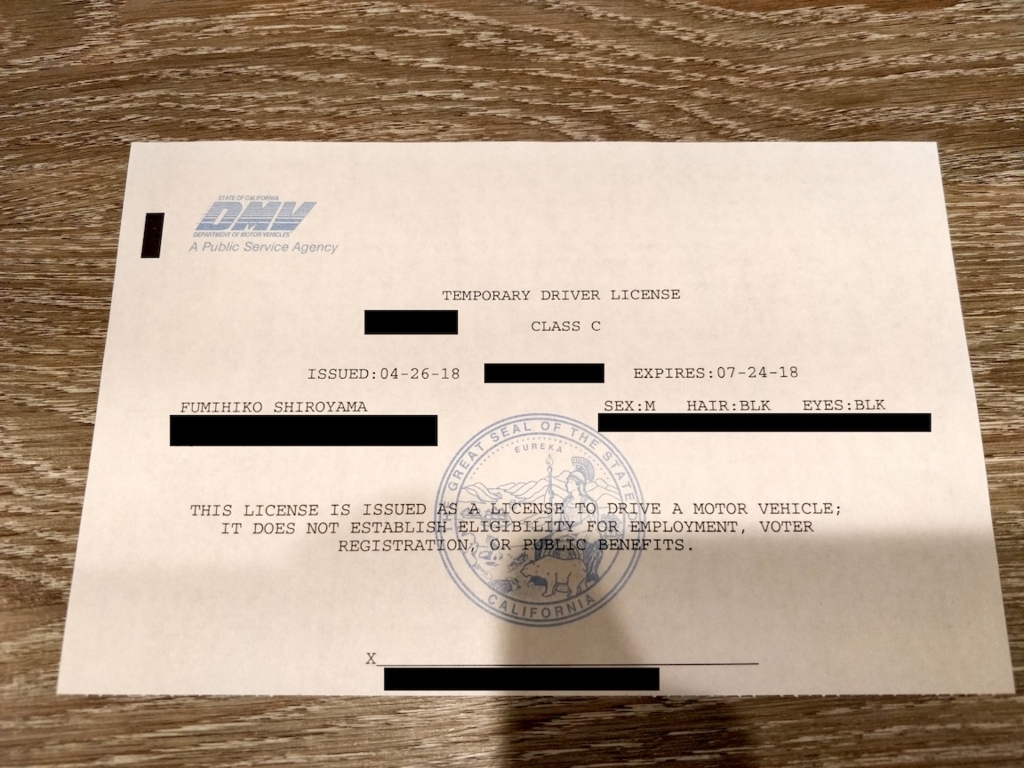 STATE OF CALIFORNIA
DMV
DEPARTMENT OF MOTOR VEHICLES
A Public Service Agency
TEMPORARY DRIVER LICENSE
CLASS C
ISSUED:04-26-18 EXPIRES:07-24-18
FUMIHIKO SHIROYAMA SEX:M HAIR:BLK EYES:BLK
THE GREAT SEAL OF THE STATE
EUREKA
THIS LICENSE IS ISSUED AS A LICENSE TO DRIVE A MOTOR VEHICLE;
IT DOES NOT ESTABLISH ELIGIBILITY FOR EMPLOYMENT, VOTER
REGISTRATION, OR PUBLIC BENEFITS.
CALIFORNIA
X